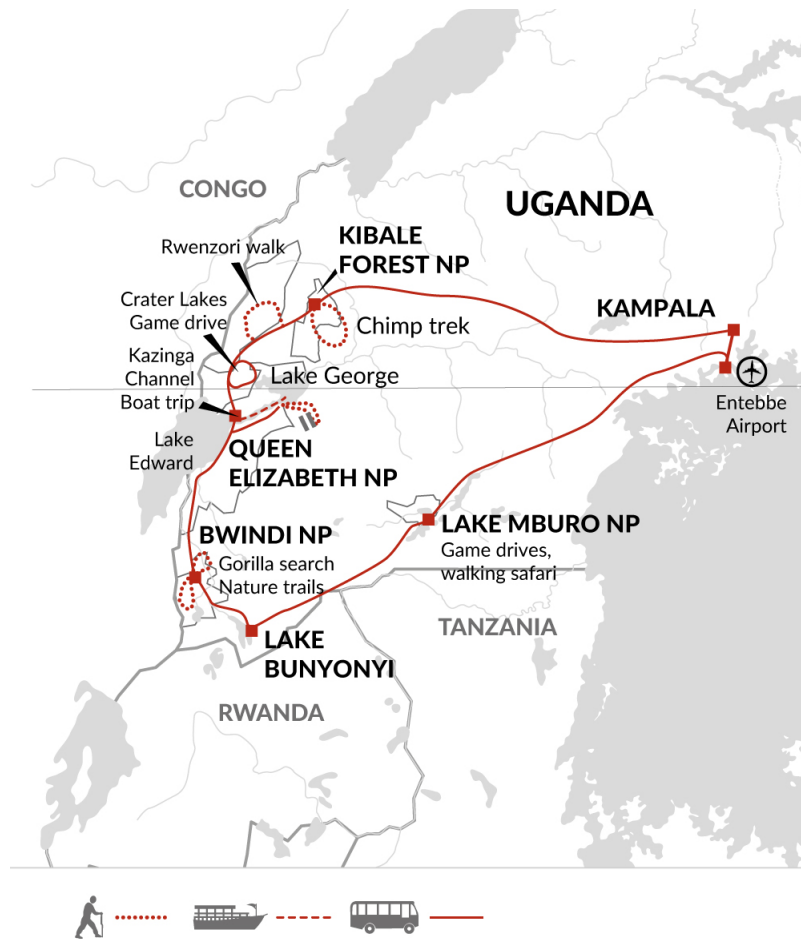 CONGO
UGANDA
Rwenzori walk
KIBALE
FOREST NP
Crater Lakes
Game drive
KAMPALA
Chimp trek
Kazinga
Channel
Boat trip
Lake George
Entebbe
Airport
Lake
Edward
QUEEN
ELIZABETH NP
BWINDI NP
Gorilla search
Nature trails
LAKE MBURO NP
Game drives,
walking safari
TANZANIA
LAKE
BUNYONYI
RWANDA